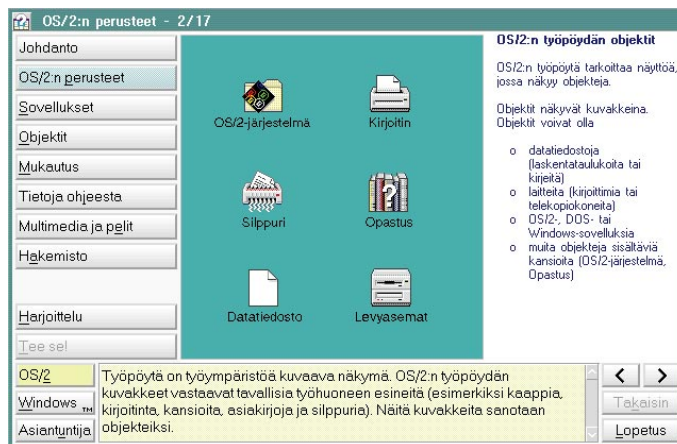 OS/2:n perusteet - 2/17
Johdanto
OS/2:n perusteet
Sovellukset
Objektit
Mukautus
Tietoja ohjeesta
Multimedia ja pelit
Hakemisto
Harjoittelu
Tee se!
OS/2-järjestelmä
Kirjoitin
Silppuri
Opastus
Datatiedosto
Levyasemat
OS/2:n työpöydän objektit
OS/2:n työpöytä tarkoittaa näyttöä,
jossa näkyy objekteja.
Objektit näkyvät kuvakkeina.
Objektit voivat olla
o datatiedostoja
(laskentataulukoita tai
kirjeitä)
o laitteita (kirjoittimia tai
telekopiokoneita)
o OS/2-, DOS- tai
Windows-sovelluksia
o muita objekteja sisältäviä
kansioita (OS/2-järjestelmä,
Opastus)
OS/2
Windows TM
Asiantuntija
Työpöytä on työympäristöä kuvaava näkymä. OS/2:n työpöydän
kuvakkeet vastaavat tavallisia työhuoneen esineitä (esimerkiksi kaappia,
kirjoitinta, kansioita, asiakirjoja ja silppuria). Näitä kuvakkeita sanotaan
objekteiksi.
Takaisin
Lopetus